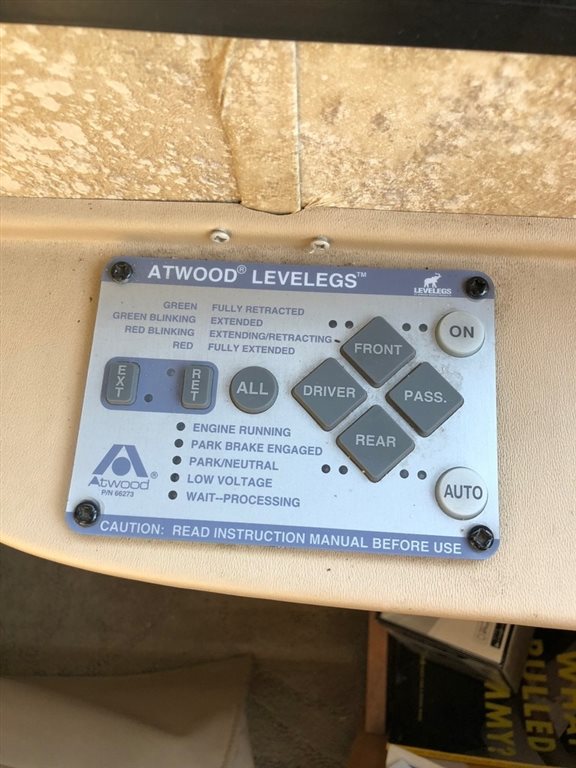 ATWOOD® LEVELEGS™
LEVELEGS
GREEN FULLY RETRACTED
GREEN BLINKING EXTENDED
RED BLINKING EXTENDING/RETRACTING
RED FULLY EXTENDED
ON
FRONT
EXT
RET
ALL
DRIVER
PASS.
REAR
ENGINE RUNNING
PARK BRAKE ENGAGED
PARK/NEUTRAL
LOW VOLTAGE
WAIT--PROCESSING
AUTO
Atwood®
P/N 66273
CAUTION: READ INSTRUCTION MANUAL BEFORE USE
PULLED